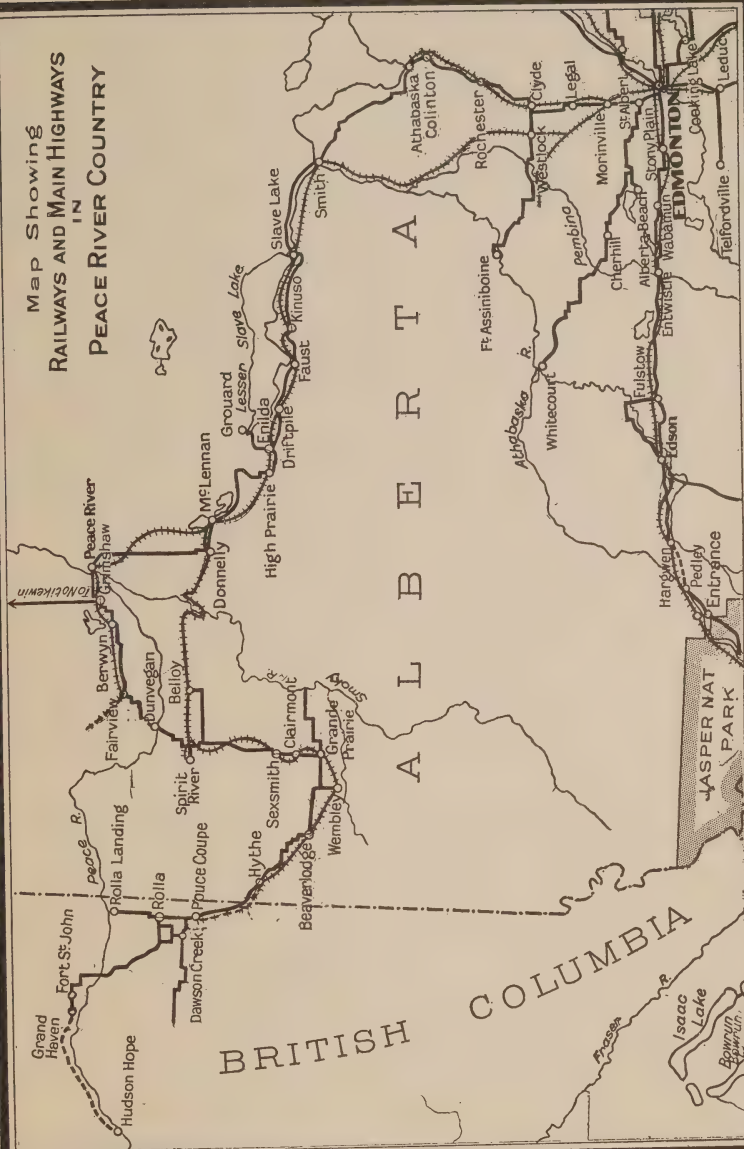 Map Showing
RAILWAYS AND MAIN HIGHWAYS
IN
PEACE RIVER COUNTRY
To Notikewin
Peace River
Grimshaw
Berwyn
Fairview
Dunvegan
Peace R.
Rolla Landing
Fort St. John
Grand
Haven
Hudson Hope
Rolla
Pouce Coupe
Dawson Creek
Spirit
River
Belloy
Donnelly
McLennan
High Prairie
Grouard
Enilda
Driftpile
Lesser Slave Lake
Faust
Kinuso
Slave Lake
Smith
Athabaska
Colinton
Rochester
Clyde
Westlock
Legal
Morinville
St. Albert
Stony Plain
EDMONTON
Cooking Lake
Leduc
Telfordville
Wabamun
Alberta Beach
Entwistle
Cherhill
Pembina
Ft. Assiniboine
Athabaska R.
Whitecourt
Fulstow
Edson
Hargwen
Pedley
Entrance
JASPER NAT
PARK
Sexsmith
Clairmont
Grande
Prairie
Smoky R.
Wembley
Beaverlodge
Hythe
ALBERTA
BRITISH COLUMBIA
Fraser R.
Isaac
Lake
Bowrun